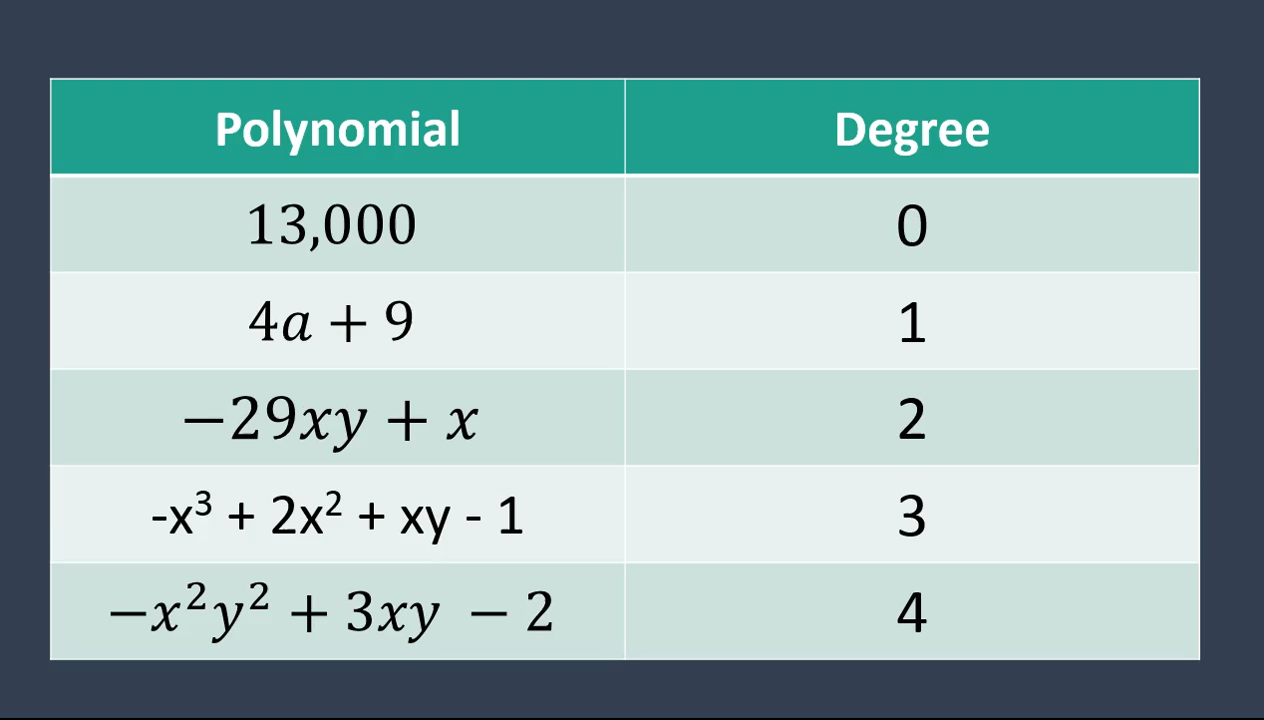 Polynomial Degree
13,000 0
4a + 9 1
−29xy + x 2
-x³ + 2x² + xy - 1 3
−x²y² + 3xy − 2 4